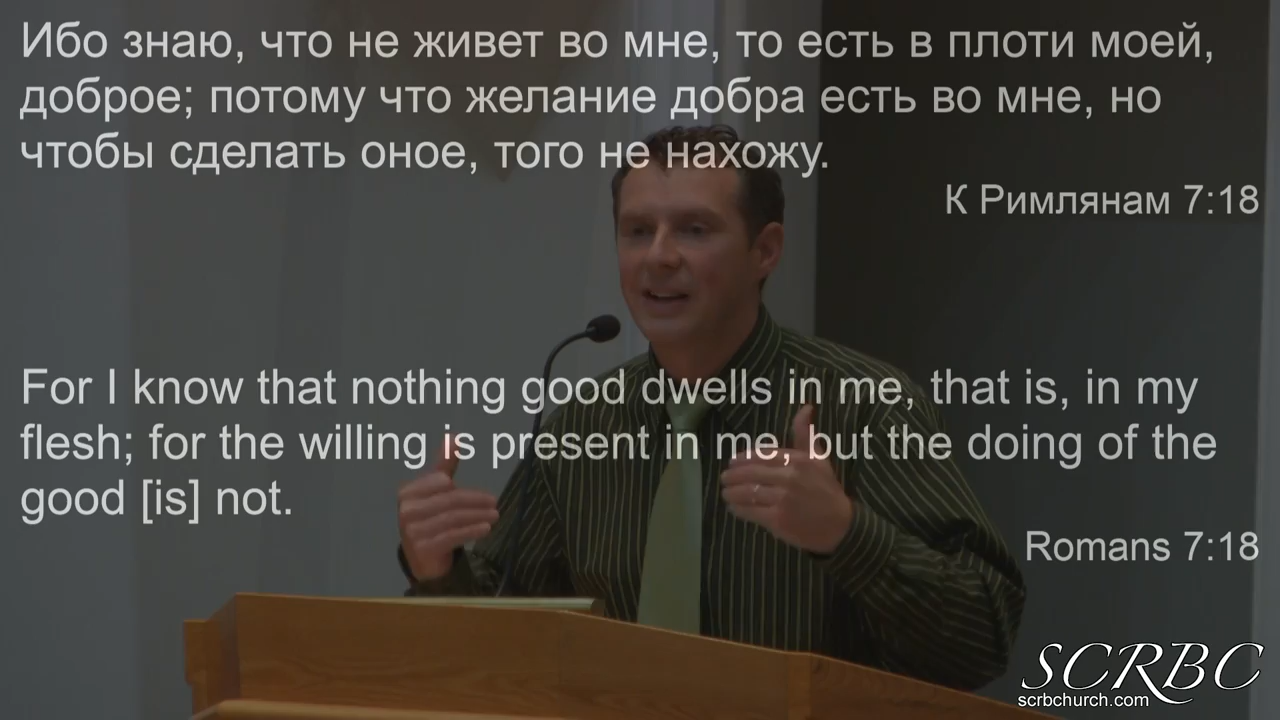 Ибо знаю, что не живет во мне, то есть в плоти моей,
доброе; потому что желание добра есть во мне, но
чтобы сделать оное, того не нахожу.
К Римлянам 7:18
For I know that nothing good dwells in me, that is, in my
flesh; for the willing is present in me, but the doing of the
good [is] not.
Romans 7:18
SCRBC
scrbchurch.com